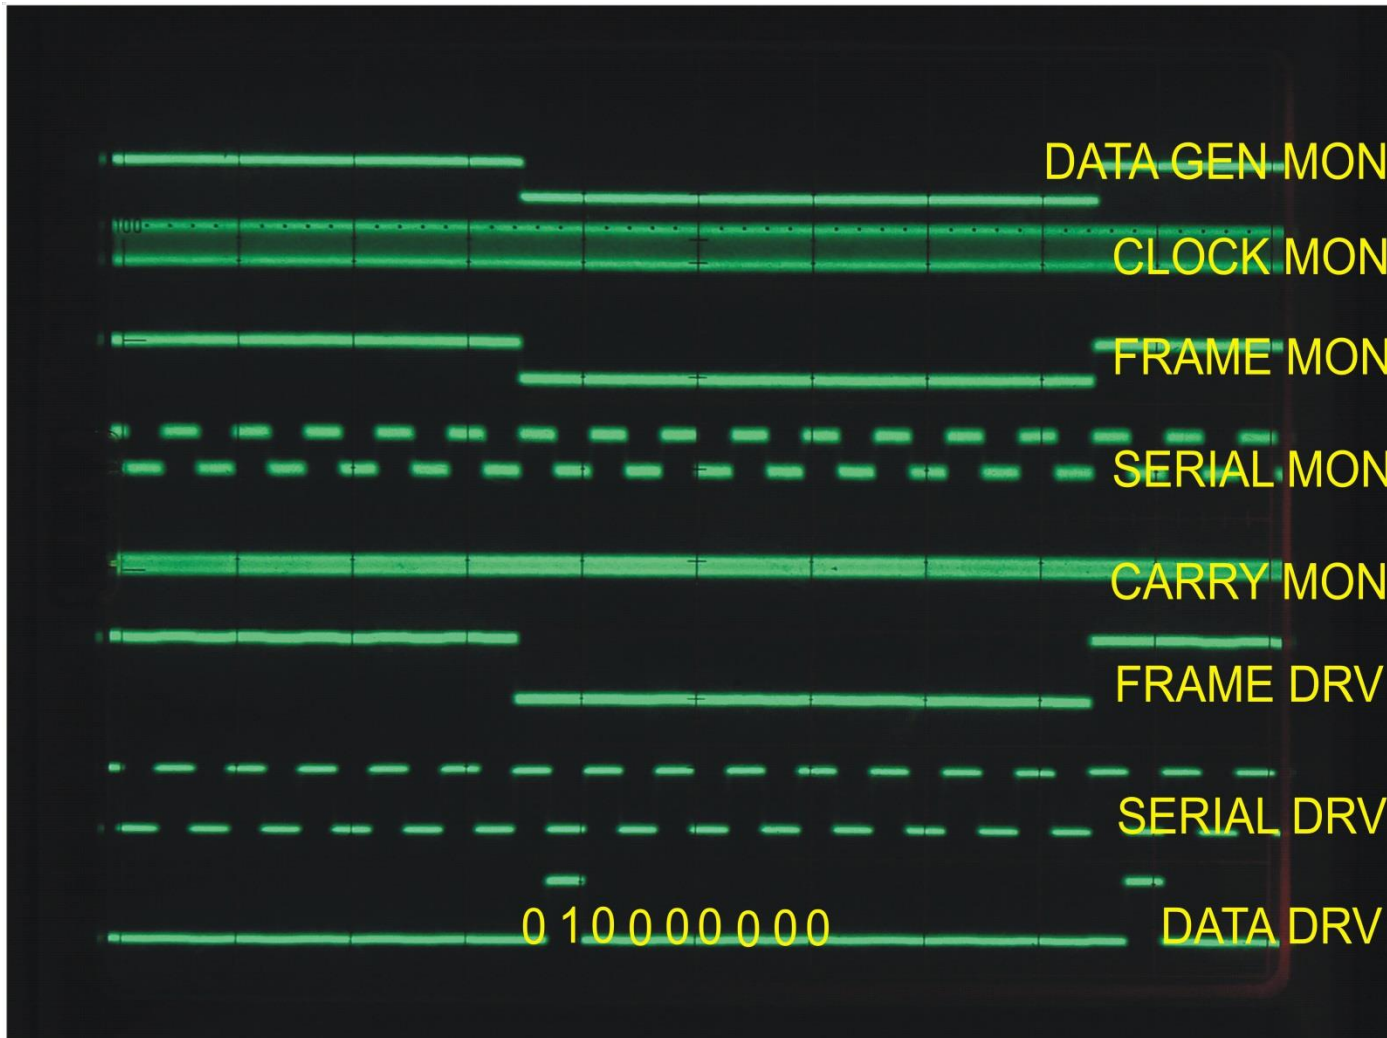 DATA GEN MON
100
CLOCK MON
FRAME MON
SERIAL MON
CARRY MON
FRAME DRV
SERIAL DRV
0 1 0 0 0 0 0 0 0
DATA DRV